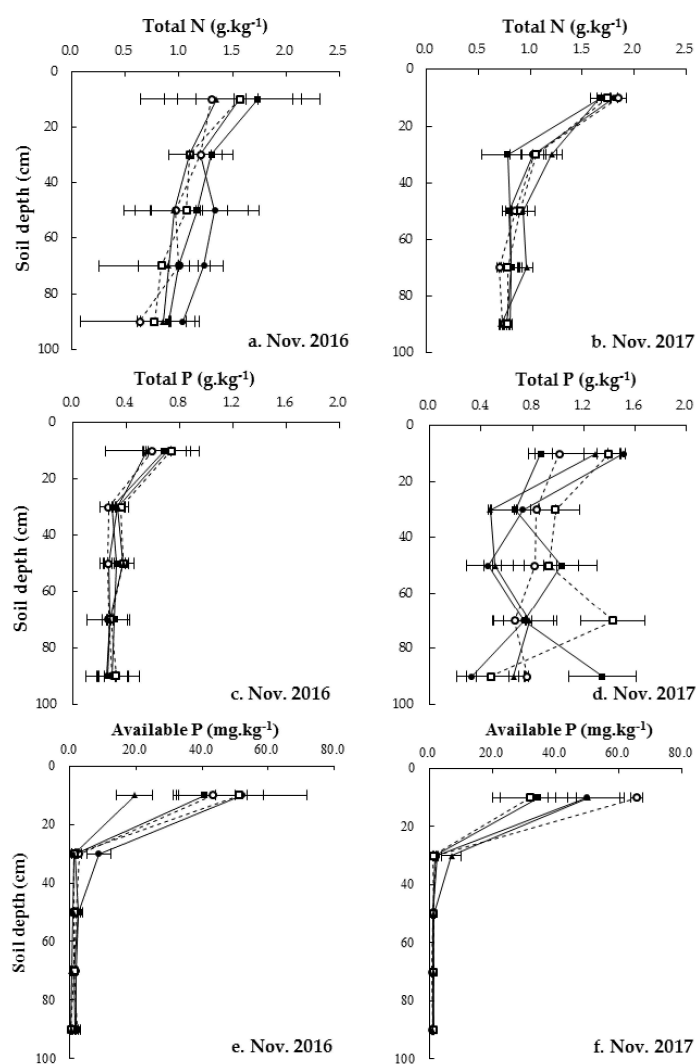 Total N (g.kg⁻¹)
0.0 0.5 1.0 1.5 2.0 2.5
0
20
40
60
80
100
Soil depth (cm)
a. Nov. 2016
Total N (g.kg⁻¹)
0.0 0.5 1.0 1.5 2.0 2.5
0
20
40
60
80
100
b. Nov. 2017
Total P (g.kg⁻¹)
0.0 0.4 0.8 1.2 1.6 2.0
0
20
40
60
80
100
Soil depth (cm)
c. Nov. 2016
Total P (g.kg⁻¹)
0.0 0.4 0.8 1.2 1.6 2.0
0
20
40
60
80
100
d. Nov. 2017
Available P (mg.kg⁻¹)
0.0 20.0 40.0 60.0 80.0
0
20
40
60
80
100
Soil depth (cm)
e. Nov. 2016
Available P (mg.kg⁻¹)
0.0 20.0 40.0 60.0 80.0
0
20
40
60
80
100
f. Nov. 2017